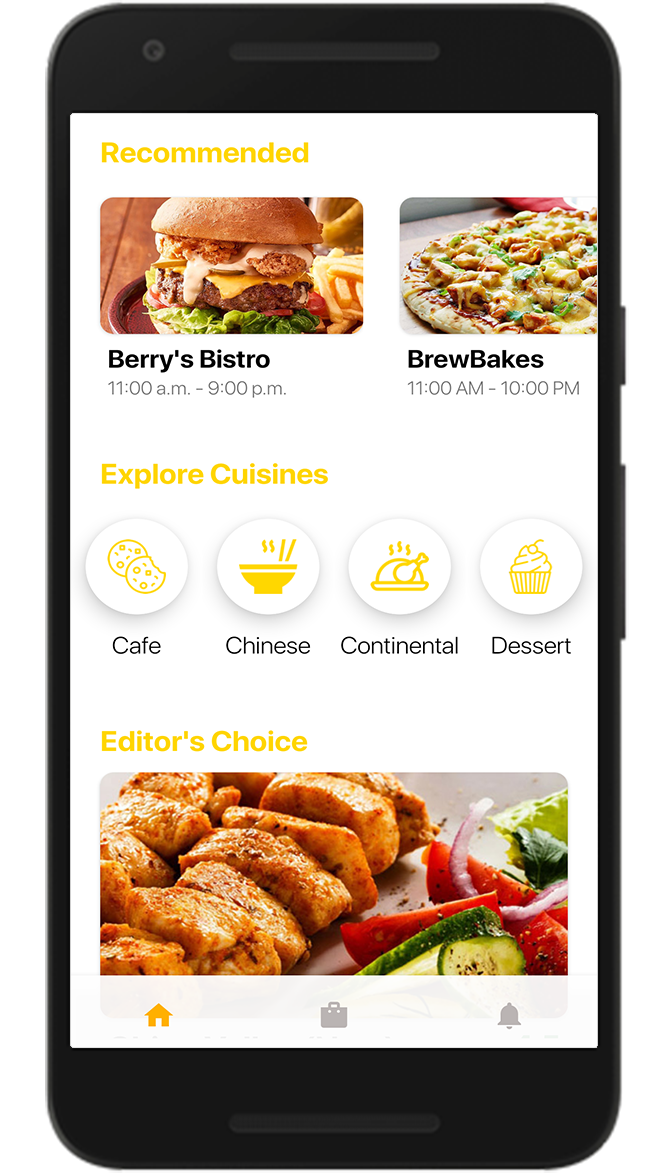 Recommended
Berry's Bistro
11:00 a.m. - 9:00 p.m.
BrewBakes
11:00 AM - 10:00 PM
Explore Cuisines
Cafe
Chinese
Continental
Dessert
Editor's Choice